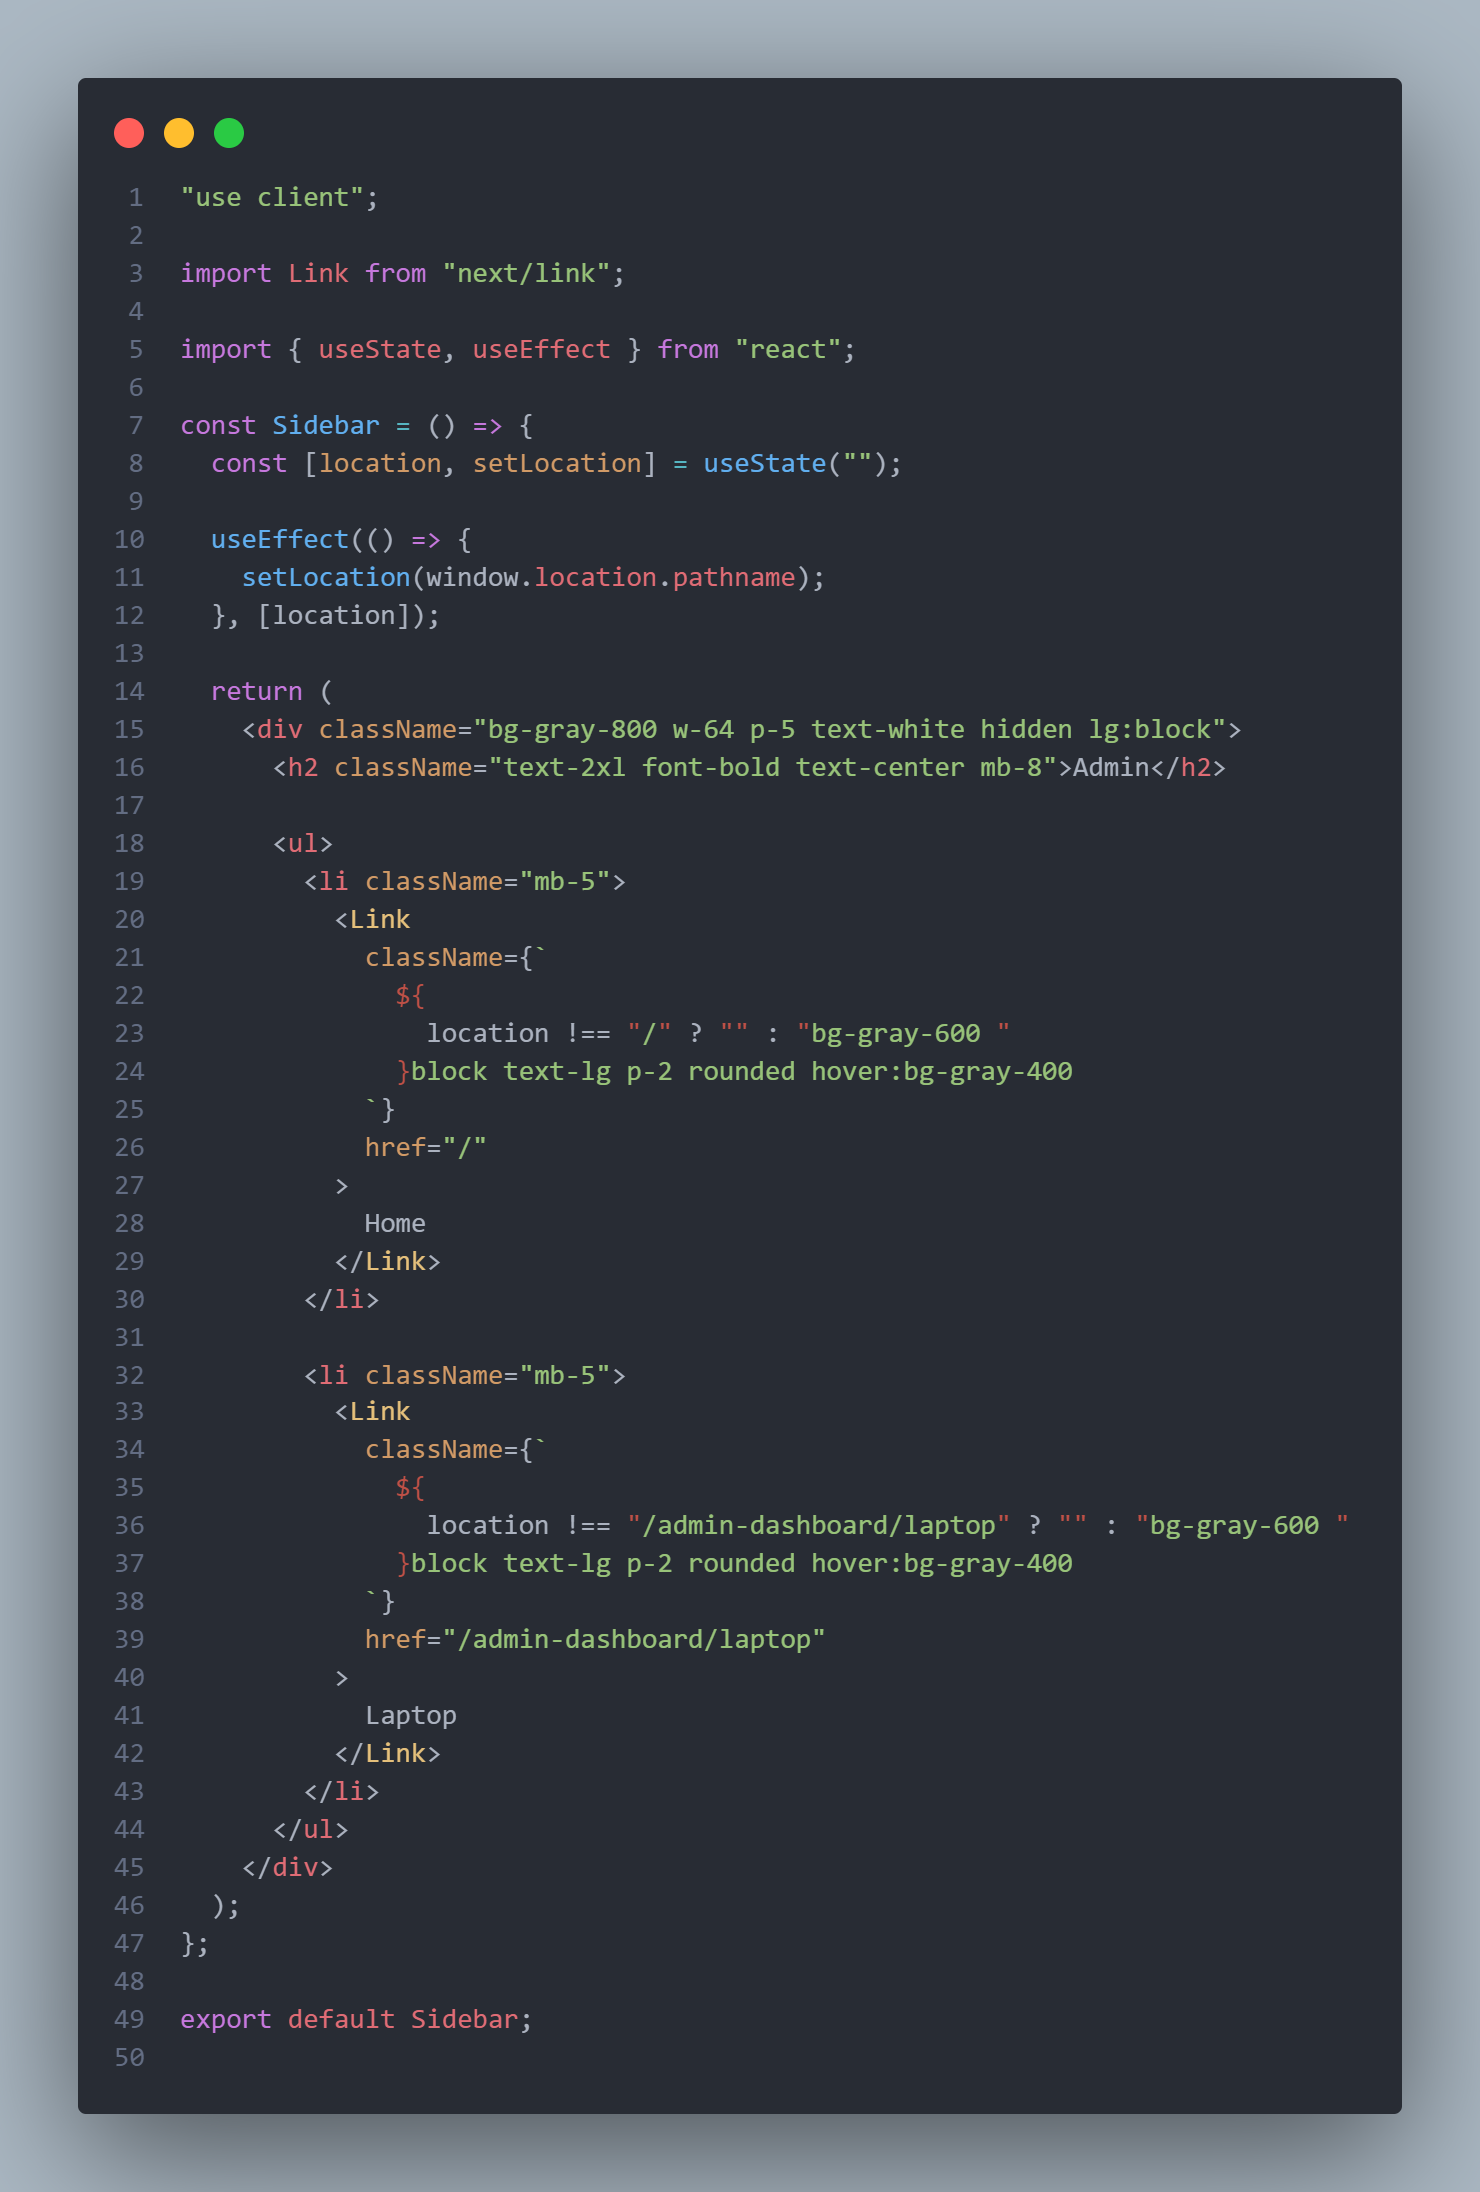 1 "use client";
2
3 import Link from "next/link";
4
5 import { useState, useEffect } from "react";
6
7 const Sidebar = () => {
8   const [location, setLocation] = useState("");
9
10   useEffect(() => {
11     setLocation(window.location.pathname);
12   }, [location]);
13
14   return (
15     <div className="bg-gray-800 w-64 p-5 text-white hidden lg:block">
16       <h2 className="text-2xl font-bold text-center mb-8">Admin</h2>
17
18       <ul>
19         <li className="mb-5">
20           <Link
21             className={`
22               ${
23                 location !== "/" ? "" : "bg-gray-600 "
24               }block text-lg p-2 rounded hover:bg-gray-400
25             `}
26             href="/"
27           >
28             Home
29           </Link>
30         </li>
31
32         <li className="mb-5">
33           <Link
34             className={`
35               ${
36                 location !== "/admin-dashboard/laptop" ? "" : "bg-gray-600 "
37               }block text-lg p-2 rounded hover:bg-gray-400
38             `}
39             href="/admin-dashboard/laptop"
40           >
41             Laptop
42           </Link>
43         </li>
44       </ul>
45     </div>
46   );
47 };
48
49 export default Sidebar;
50